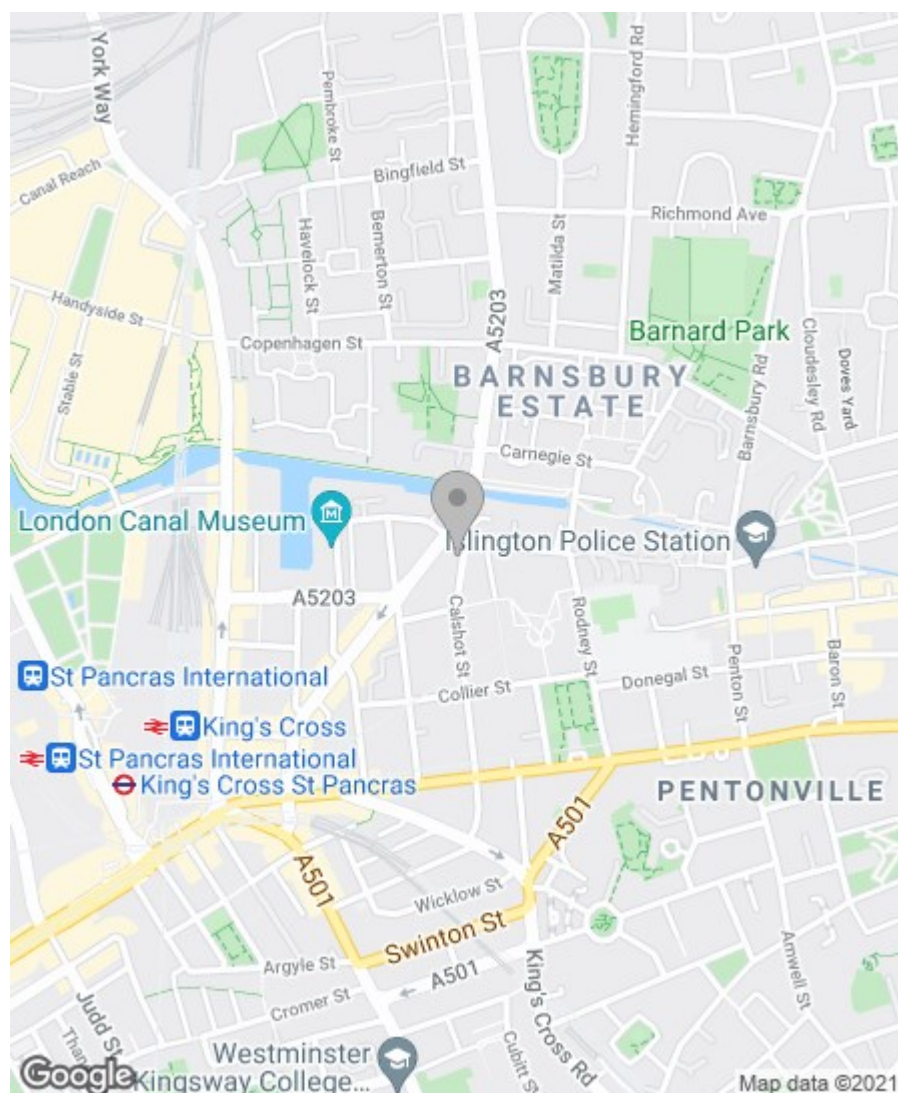 York Way
Pembroke St
Hemingford Rd
Canal Reach
Bingfield St
Havelock St
Bemerton St
Matilda St
Richmond Ave
Handyside St
A5203
Barnard Park
Copenhagen St
Stable St
BARNSBURY
ESTATE
Barnsbury Rd
Cloudesley Rd
Doves Yard
Carnegie St
London Canal Museum
M
Islington Police Station
A5203
Calshot St
Rodney St
St Pancras International
Collier St
Donegal St
Penton St
Baron St
King's Cross
St Pancras International
King's Cross St Pancras
PENTONVILLE
A501
A501
Wicklow St
Swinton St
Argyle St
A501
King's Cross Rd
Amwell St
Cromer St
Judd St
Cubitt St
Westminster
Kingsway College...
Google
Map data ©2021